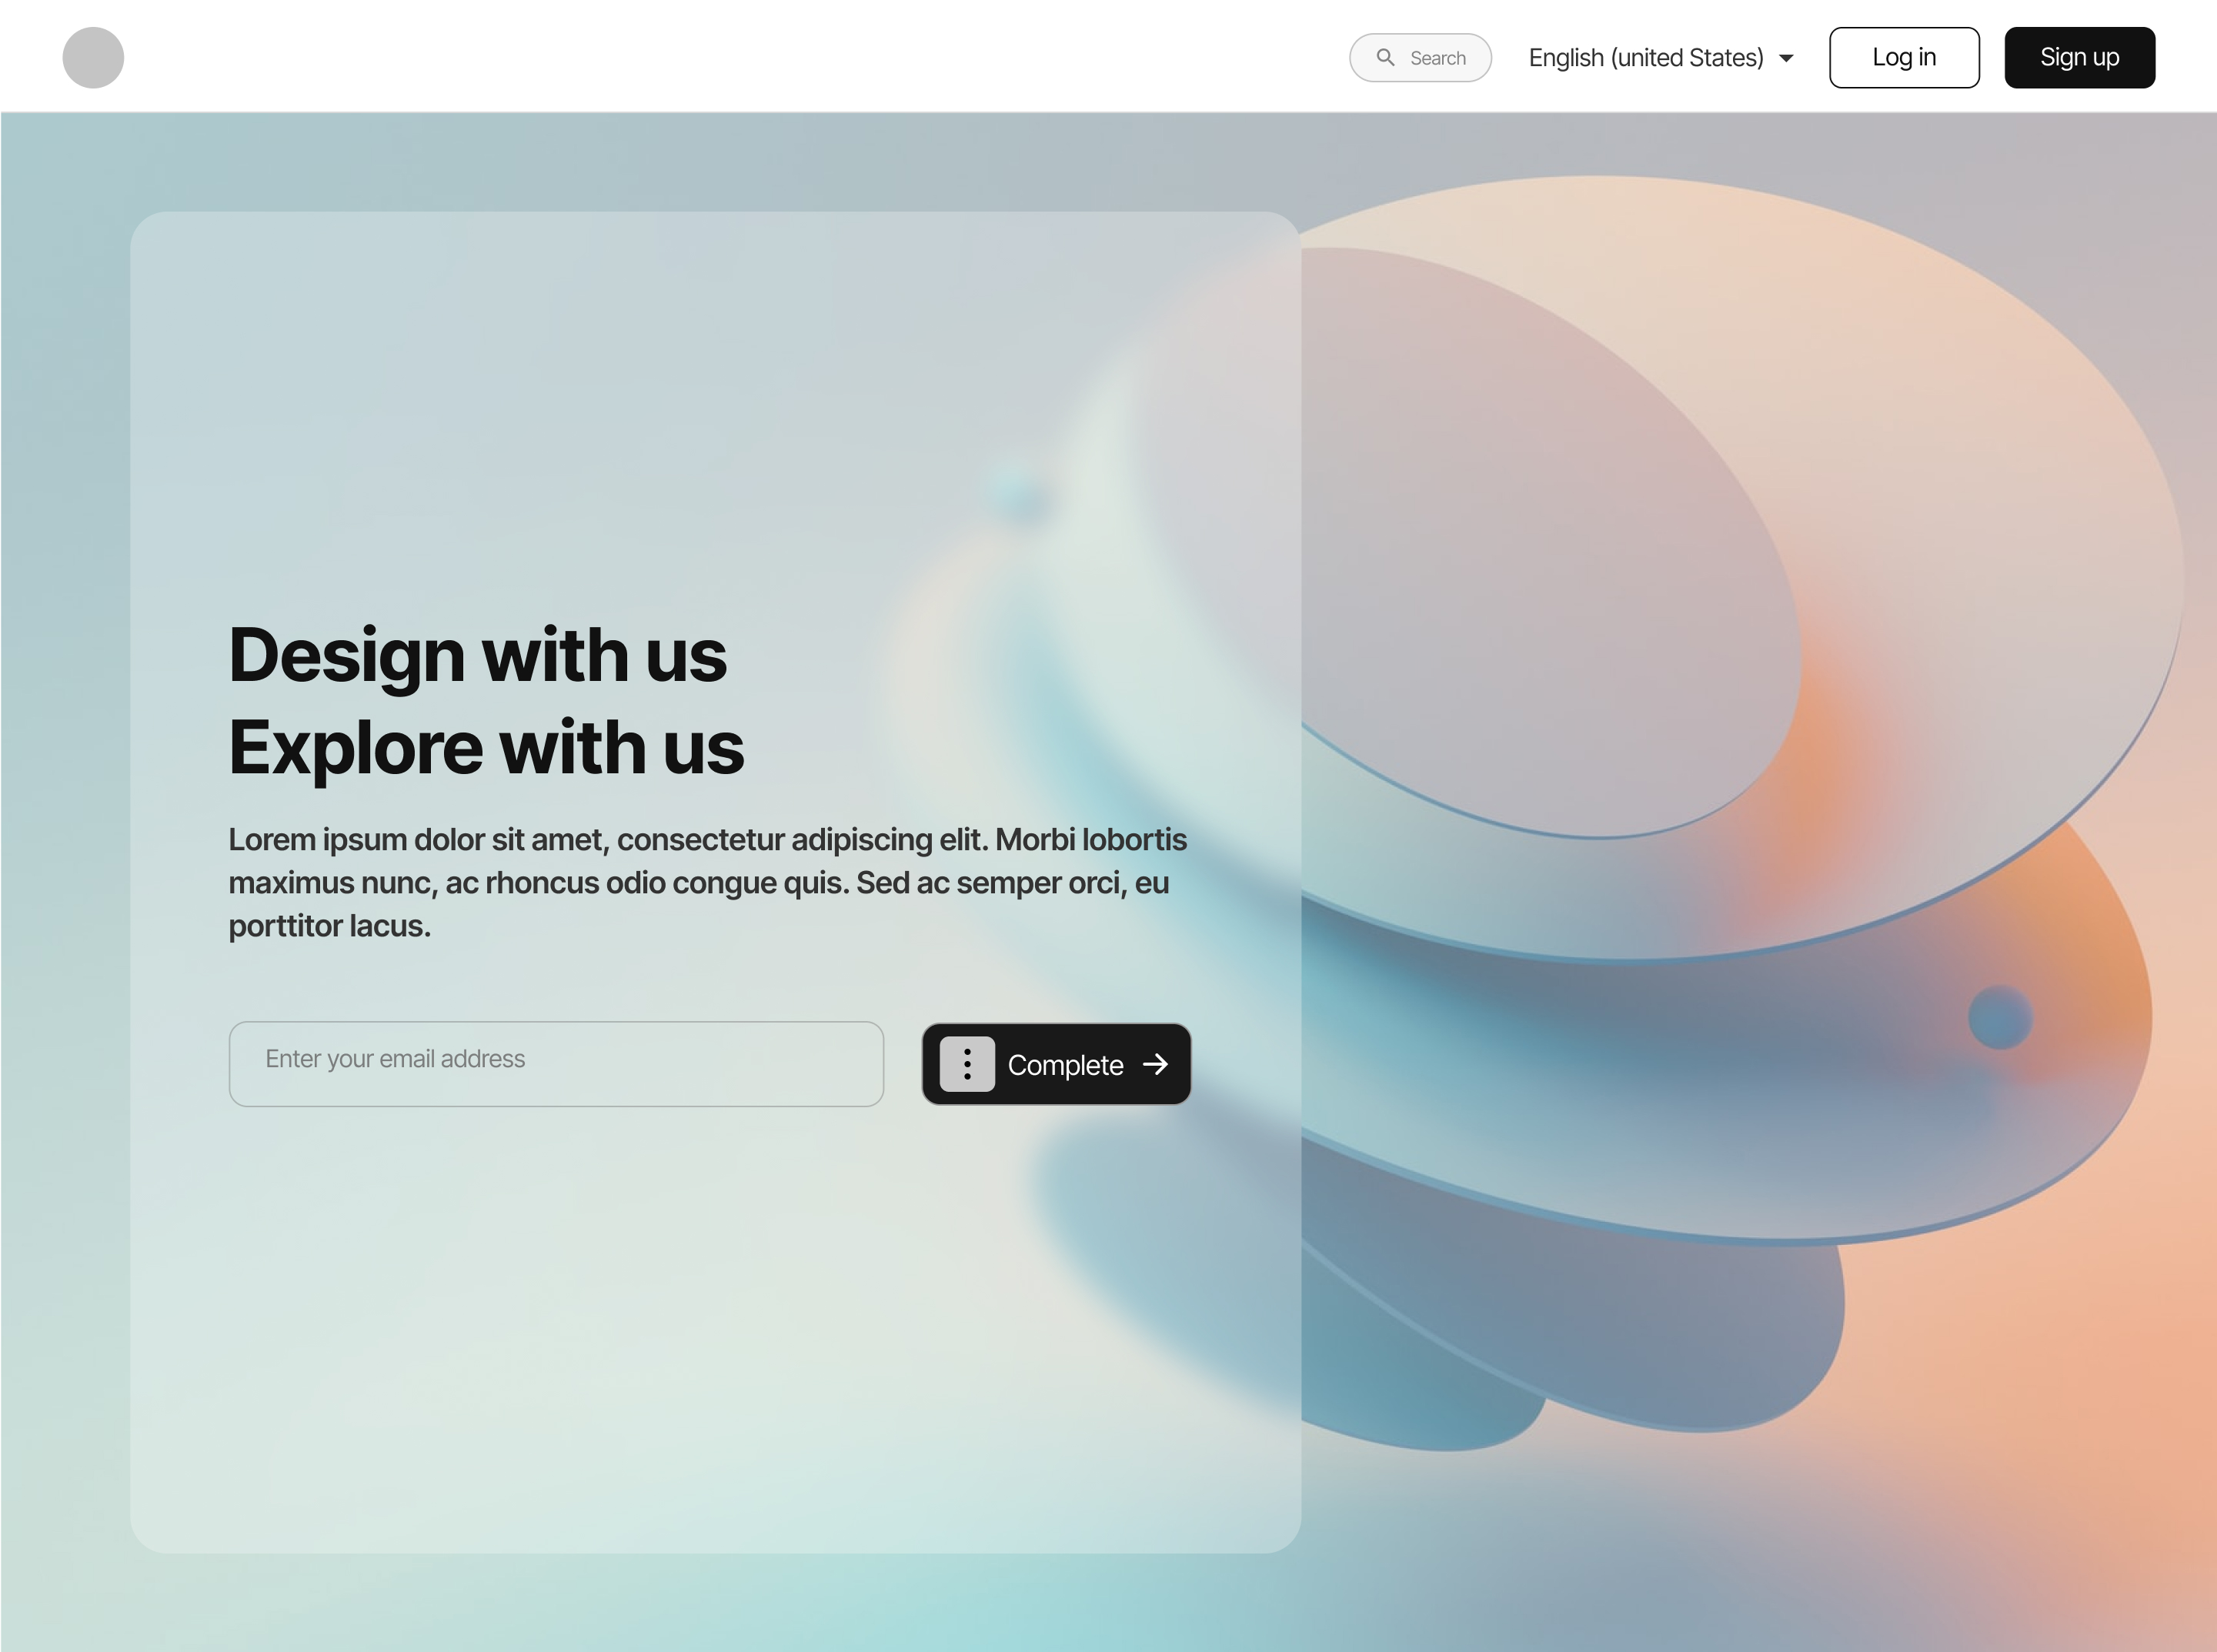 Search
English (united States)
Log in
Sign up
Design with us
Explore with us
Lorem ipsum dolor sit amet, consectetur adipiscing elit. Morbi lobortis
maximus nunc, ac rhoncus odio congue quis. Sed ac semper orci, eu
porttitor lacus.
Enter your email address
Complete